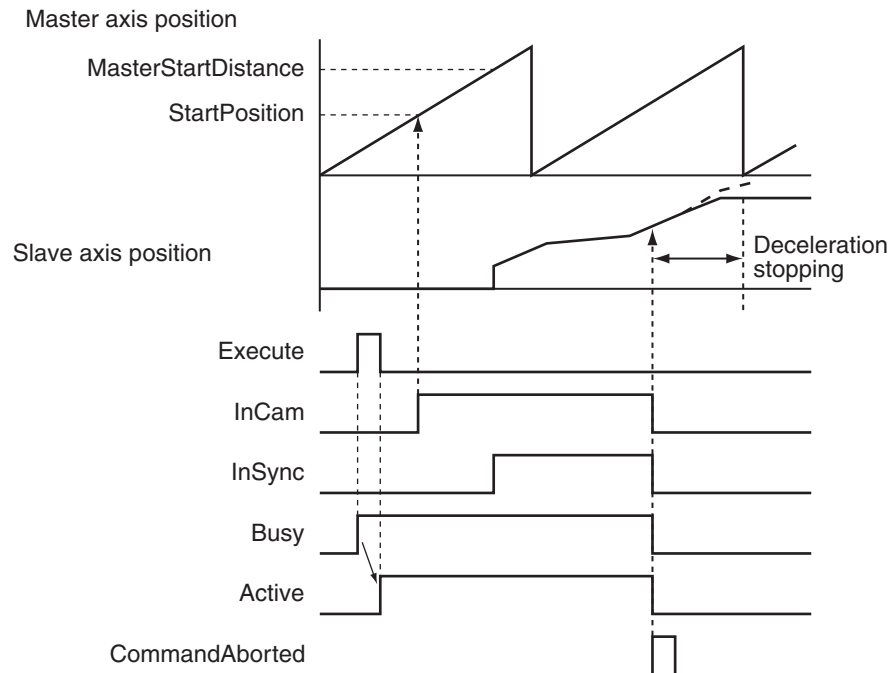 Master axis position
MasterStartDistance
StartPosition
Slave axis position
Deceleration
stopping
Execute
InCam
InSync
Busy
Active
CommandAborted